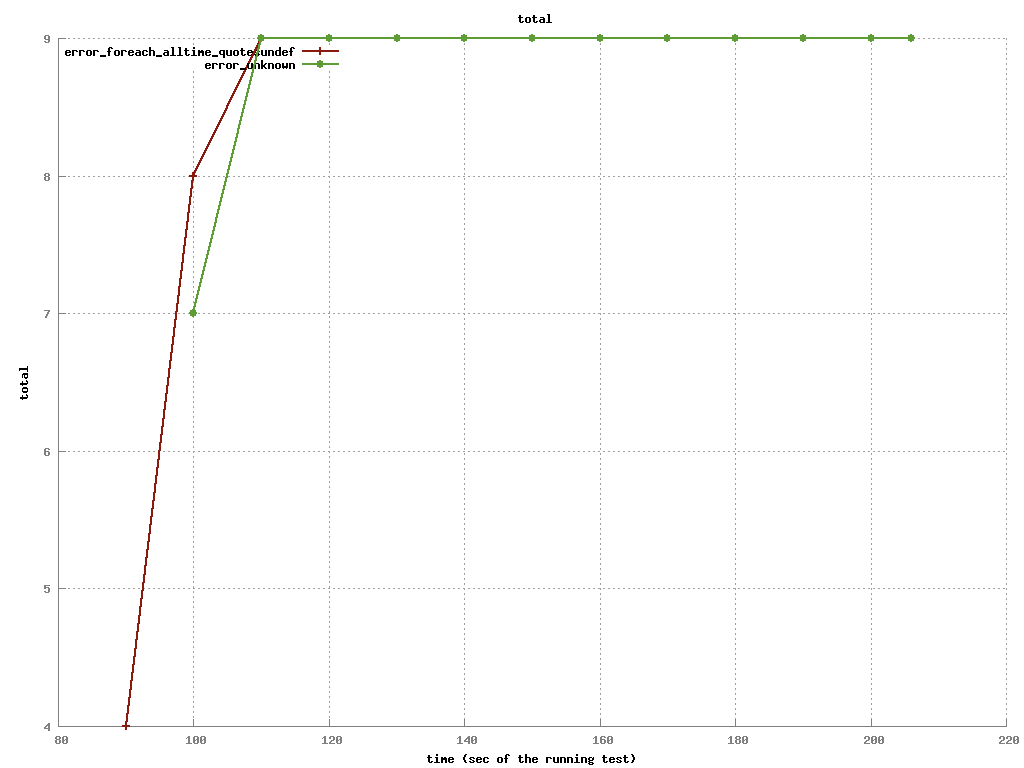 total
9
error_foreach_alltime_quotesundef
error_unknown
8
7
total
6
5
4
80 100 120 140 160 180 200 220
time (sec of the running test)